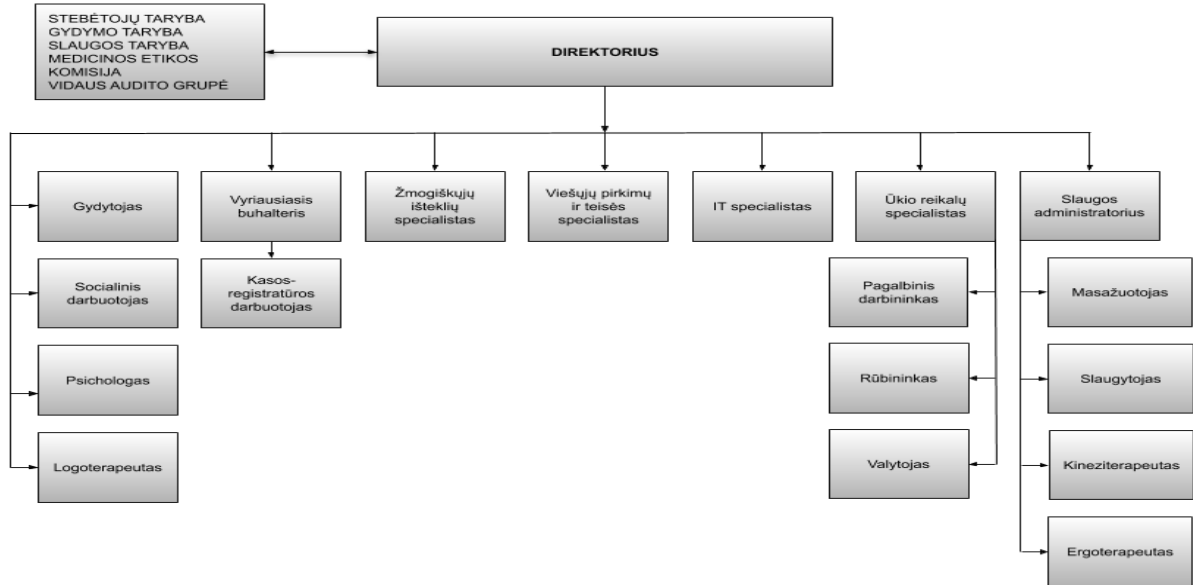 STEBĖTOJŲ TARYBA
GYDYMO TARYBA
SLAUGOS TARYBA
MEDICINOS ETIKOS
KOMISIJA
VIDAUS AUDITO GRUPĖ
DIREKTORIUS
Gydytojas
Vyriausiasis
buhalteris
Žmogiškųjų
išteklių
specialistas
Viešųjų pirkimų
ir teisės
specialistas
IT specialistas
Ūkio reikalų
specialistas
Slaugos
administratorius
Socialinis
darbuotojas
Kasos-
registratūros
darbuotojas
Pagalbinis
darbininkas
Masažuotojas
Psichologas
Rūbininkas
Slaugytojas
Logoterapeutas
Valytojas
Kineziterapeutas
Ergoterapeutas